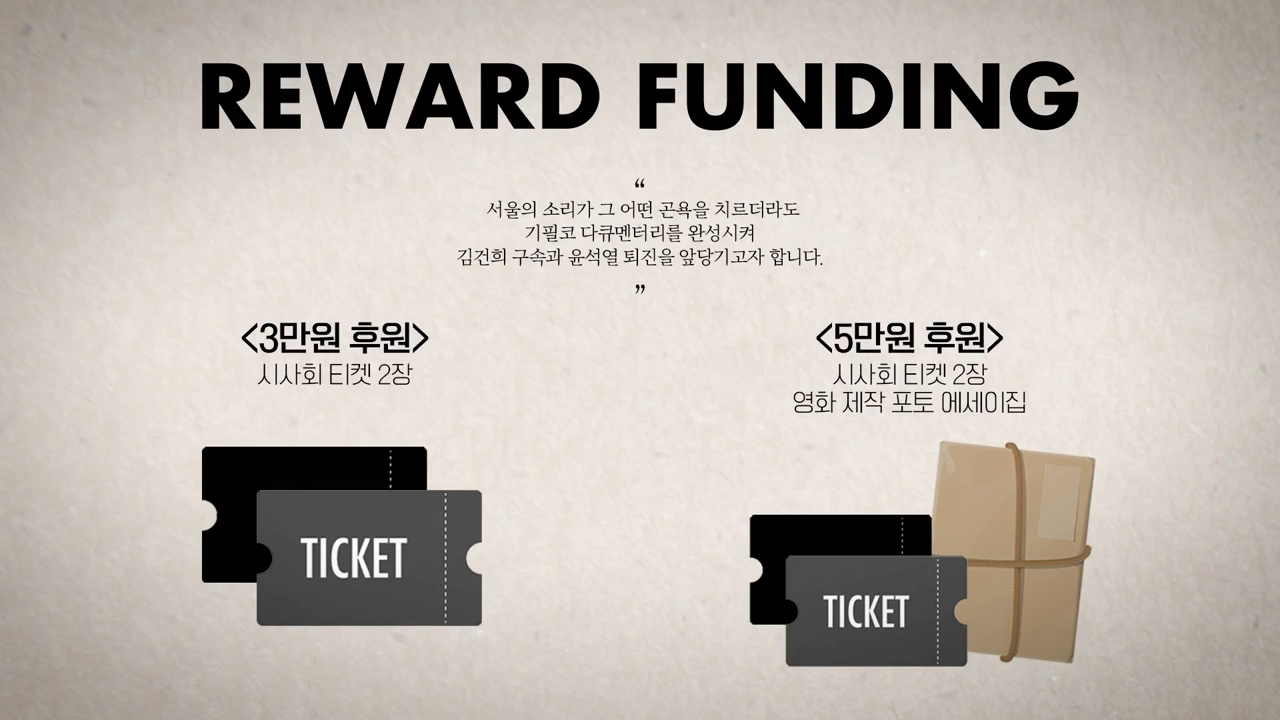 REWARD FUNDING
“
서울의 소리가 그 어떤 곤욕을 치르더라도
기필코 다큐멘터리를 완성시켜
김건희 구속과 윤석열 퇴진을 앞당기고자 합니다.
”
<3만원 후원>
시사회 티켓 2장
<5만원 후원>
시사회 티켓 2장
영화 제작 포토 에세이집
TICKET
TICKET